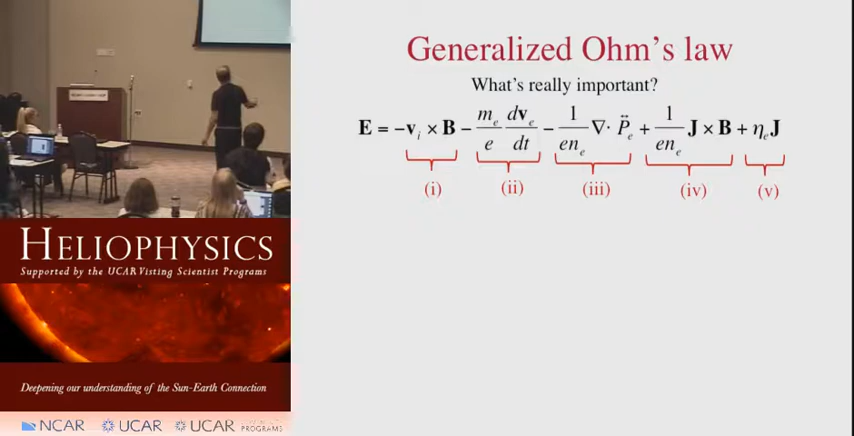 Generalized Ohm's law
What's really important?
E = −v_i × B − (m_e/e) (dv_e/dt) − (1/(en_e)) ∇· P⃡_e + (1/(en_e)) J × B + η_e J
(i) (ii) (iii) (iv) (v)
HELIOPHYSICS
Supported by the UCAR Visting Scientist Programs
Deepening our understanding of the Sun-Earth Connection
NCAR UCAR UCAR PROGRAMS